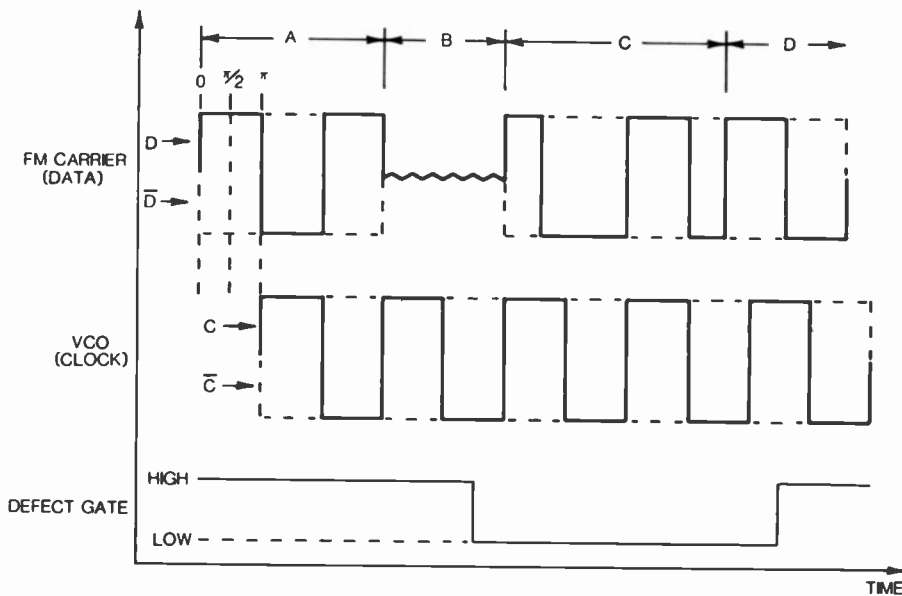 A B C D
0 π/2 π
FM CARRIER
(DATA)
D
D̅
VCO
(CLOCK)
C
C̅
DEFECT GATE
HIGH
LOW
TIME